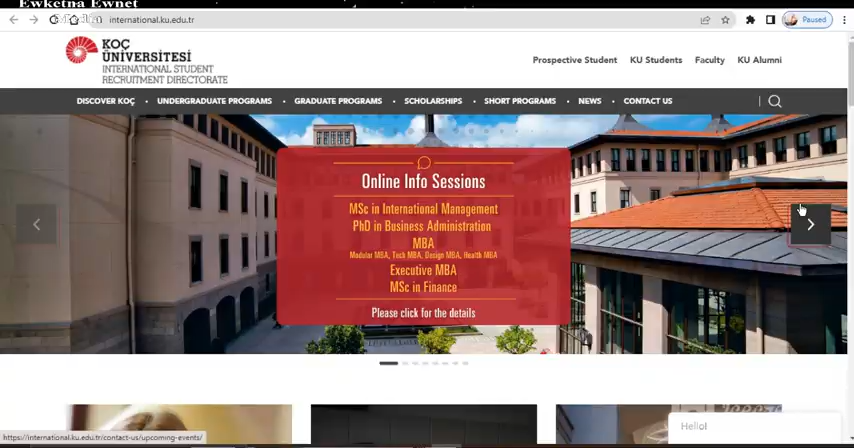 Ewketna Ewnet
international.ku.edu.tr
Paused
KOÇ
ÜNİVERSİTESİ
INTERNATIONAL STUDENT
RECRUITMENT DIRECTORATE
Prospective Student KU Students Faculty KU Alumni
DISCOVER KOÇ • UNDERGRADUATE PROGRAMS • GRADUATE PROGRAMS • SCHOLARSHIPS • SHORT PROGRAMS • NEWS • CONTACT US
Online Info Sessions
MSc in International Management
PhD in Business Administration
MBA
Modular MBA, Tech MBA, Design MBA, Health MBA
Executive MBA
MSc in Finance
Please click for the details
Hello!
https://international.ku.edu.tr/contact-us/upcoming-events/